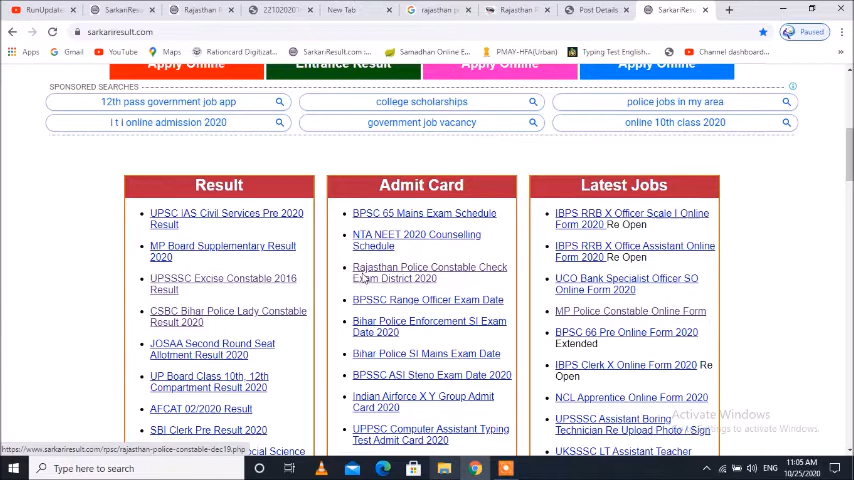 RunUpdate
SarkariResu
Rajasthan P
22102020
New Tab
rajasthan p
Rajasthan P
Post Details
SarkariResu
sarkariresult.com
Paused
Apps
Gmail
YouTube
Maps
Rationcard Digitizat...
SarkariResult.com :...
Samadhan Online E...
PMAY-HFA(Urban)
Typing Test English...
Channel dashboard...
Apply Online
Entrance Result
Apply Online
Apply Online
SPONSORED SEARCHES
12th pass government job app
college scholarships
police jobs in my area
I t i online admission 2020
government job vacancy
online 10th class 2020
Result
UPSC IAS Civil Services Pre 2020
Result
MP Board Supplementary Result
2020
UPSSSC Excise Constable 2016
Result
CSBC Bihar Police Lady Constable
Result 2020
JOSAA Second Round Seat
Allotment Result 2020
UP Board Class 10th, 12th
Compartment Result 2020
AFCAT 02/2020 Result
SBI Clerk Pre Result 2020
Social Science
Admit Card
BPSC 65 Mains Exam Schedule
NTA NEET 2020 Counselling
Schedule
Rajasthan Police Constable Check
Exam District 2020
BPSSC Range Officer Exam Date
Bihar Police Enforcement SI Exam
Date 2020
Bihar Police SI Mains Exam Date
BPSSC ASI Steno Exam Date 2020
Indian Airforce X Y Group Admit
Card 2020
UPPSC Computer Assistant Typing
Test Admit Card 2020
Latest Jobs
IBPS RRB X Officer Scale I Online
Form 2020 Re Open
IBPS RRB X Office Assistant Online
Form 2020 Re Open
UCO Bank Specialist Officer SO
Online Form 2020
MP Police Constable Online Form
BPSC 66 Pre Online Form 2020
Extended
IBPS Clerk X Online Form 2020 Re
Open
NCL Apprentice Online Form 2020
UPSSSC Assistant Boring
Technician Re Upload Photo / Sign
UKSSSC LT Assistant Teacher
Activate Windows
Go to Settings to activate Windows.
https://www.sarkariresult.com/rpsc/rajasthan-police-constable-dec19.php
Type here to search
ENG
11:05 AM
10/25/2020